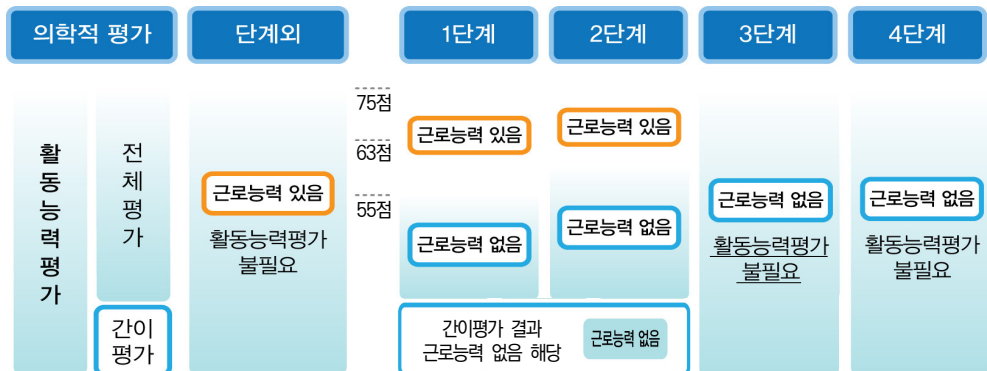 의학적 평가
단계외
1단계
2단계
3단계
4단계
활동능력평가
전체평가
간이
평가
근로능력 있음
활동능력평가
불필요
75점
63점
55점
근로능력 있음
근로능력 없음
근로능력 있음
근로능력 없음
간이평가 결과
근로능력 없음 해당
근로능력 없음
근로능력 없음
활동능력평가
불필요
근로능력 없음
활동능력평가
불필요